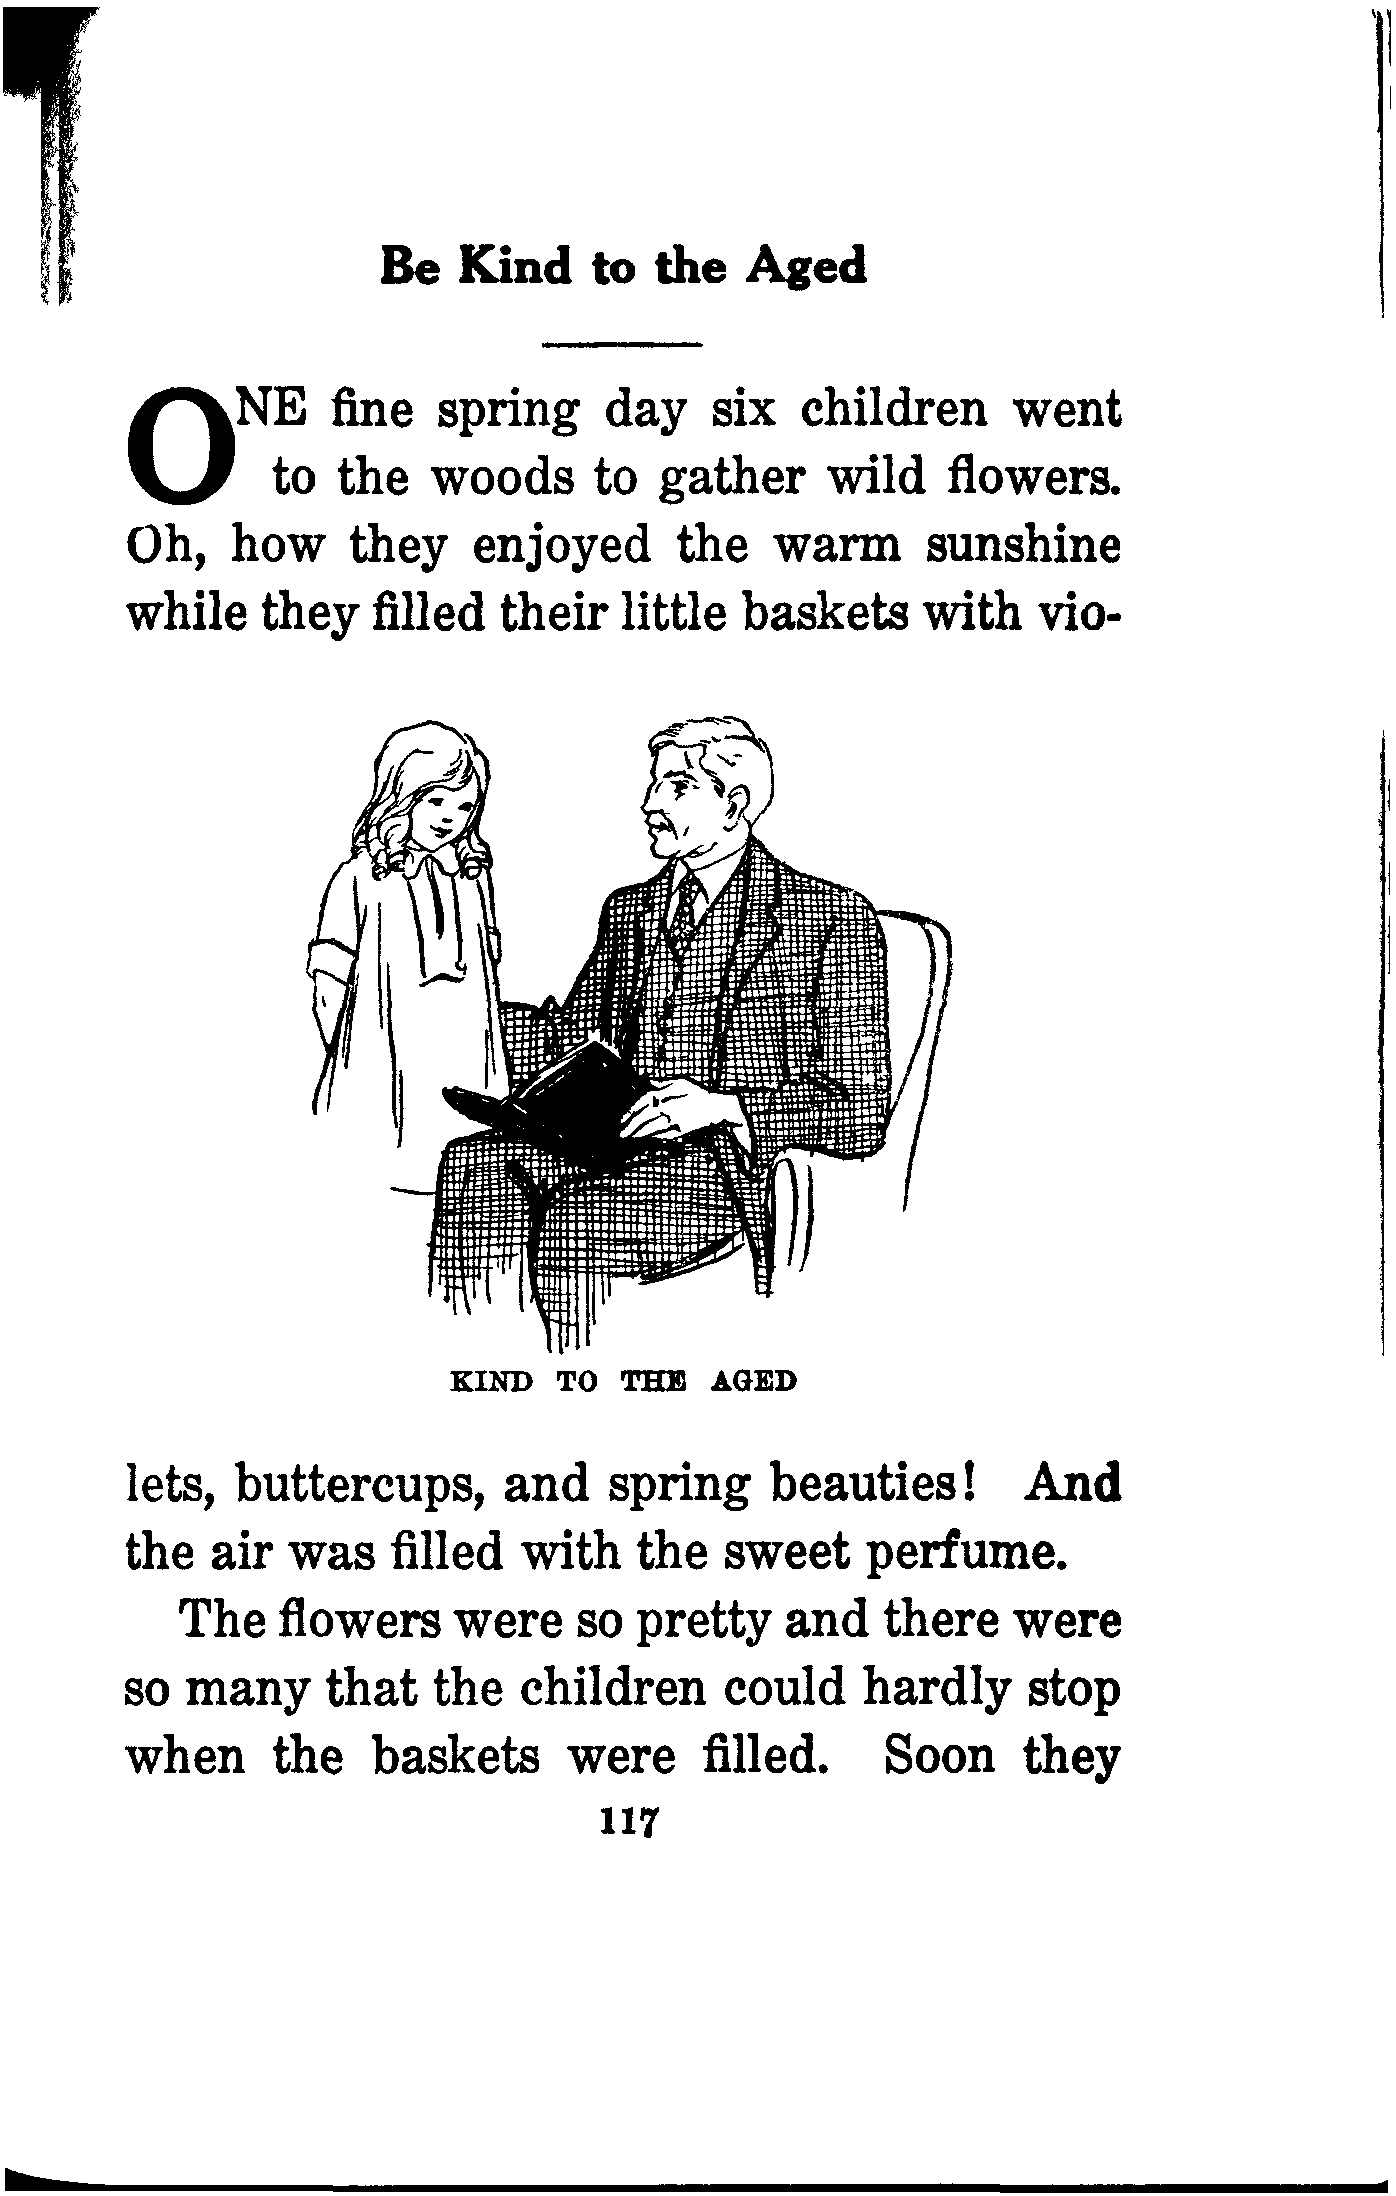 Be Kind to the Aged
ONE fine spring day six children went
to the woods to gather wild flowers.
Oh, how they enjoyed the warm sunshine
while they filled their little baskets with vio-
KIND TO THE AGED
lets, buttercups, and spring beauties! And
the air was filled with the sweet perfume.
The flowers were so pretty and there were
so many that the children could hardly stop
when the baskets were filled. Soon they
117